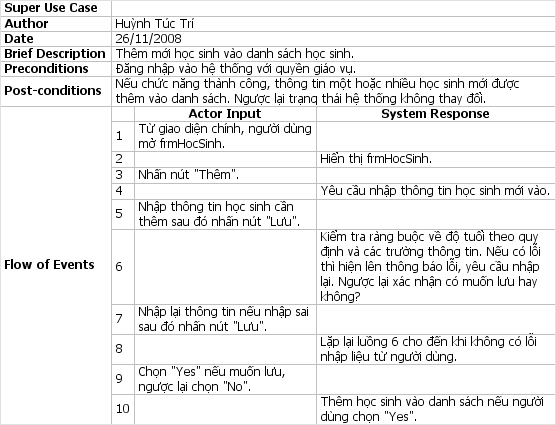 Super Use Case
Author Huỳnh Túc Trí
Date 26/11/2008
Brief Description Thêm mới học sinh vào danh sách học sinh.
Preconditions Đăng nhập vào hệ thống với quyền giáo vụ.
Post-conditions Nếu chức năng thành công, thông tin một hoặc nhiều học sinh mới được
thêm vào danh sách. Ngược lại trạng thái hệ thống không thay đổi.
Flow of Events
Actor Input System Response
1 Từ giao diện chính, người dùng
mở frmHocSinh.
2 Hiển thị frmHocSinh.
3 Nhấn nút "Thêm".
4 Yêu cầu nhập thông tin học sinh mới vào.
5 Nhập thông tin học sinh cần
thêm sau đó nhấn nút "Lưu".
6 Kiểm tra ràng buộc về độ tuổi theo quy
định và các trường thông tin. Nếu có lỗi
thì hiện lên thông báo lỗi, yêu cầu nhập
lại. Ngược lại xác nhận có muốn lưu hay
không?
7 Nhập lại thông tin nếu nhập sai
sau đó nhấn nút "Lưu".
8 Lặp lại luồng 6 cho đến khi không có lỗi
nhập liệu từ người dùng.
9 Chọn "Yes" nếu muốn lưu,
ngược lại chọn "No".
10 Thêm học sinh vào danh sách nếu người
dùng chọn "Yes".